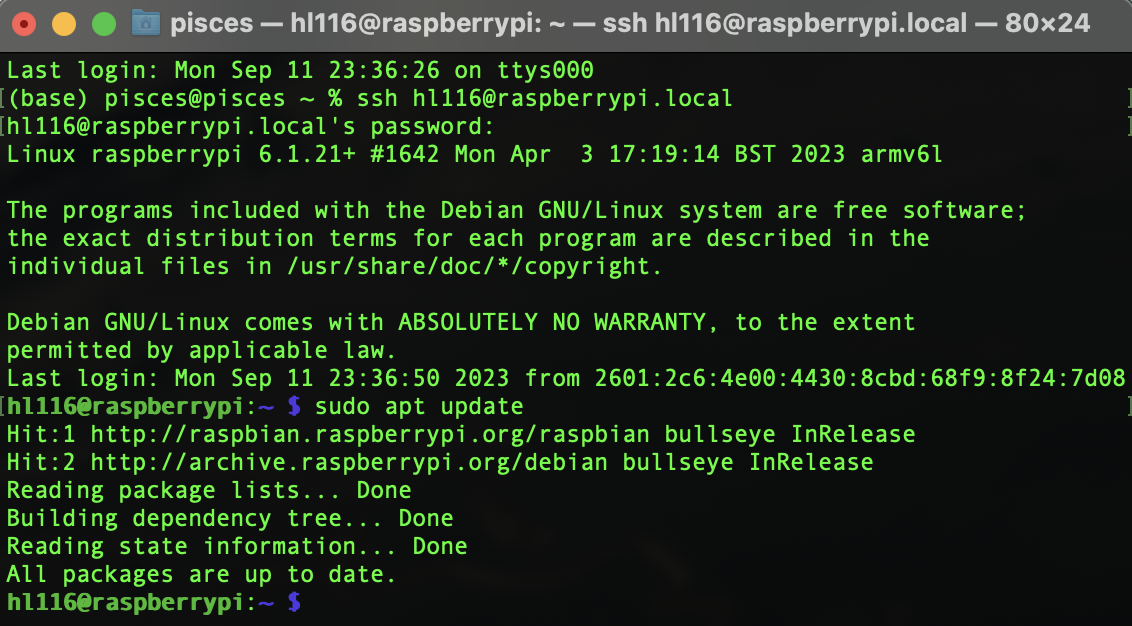 pisces — hl116@raspberrypi: ~ — ssh hl116@raspberrypi.local — 80×24
Last login: Mon Sep 11 23:36:26 on ttys000
[(base) pisces@pisces ~ % ssh hl116@raspberrypi.local ]
[hl116@raspberrypi.local's password: ]
Linux raspberrypi 6.1.21+ #1642 Mon Apr  3 17:19:14 BST 2023 armv6l
The programs included with the Debian GNU/Linux system are free software;
the exact distribution terms for each program are described in the
individual files in /usr/share/doc/*/copyright.
Debian GNU/Linux comes with ABSOLUTELY NO WARRANTY, to the extent
permitted by applicable law.
Last login: Mon Sep 11 23:36:50 2023 from 2601:2c6:4e00:4430:8cbd:68f9:8f24:7d08
[hl116@raspberrypi:~ $ sudo apt update ]
Hit:1 http://raspbian.raspberrypi.org/raspbian bullseye InRelease
Hit:2 http://archive.raspberrypi.org/debian bullseye InRelease
Reading package lists... Done
Building dependency tree... Done
Reading state information... Done
All packages are up to date.
hl116@raspberrypi:~ $